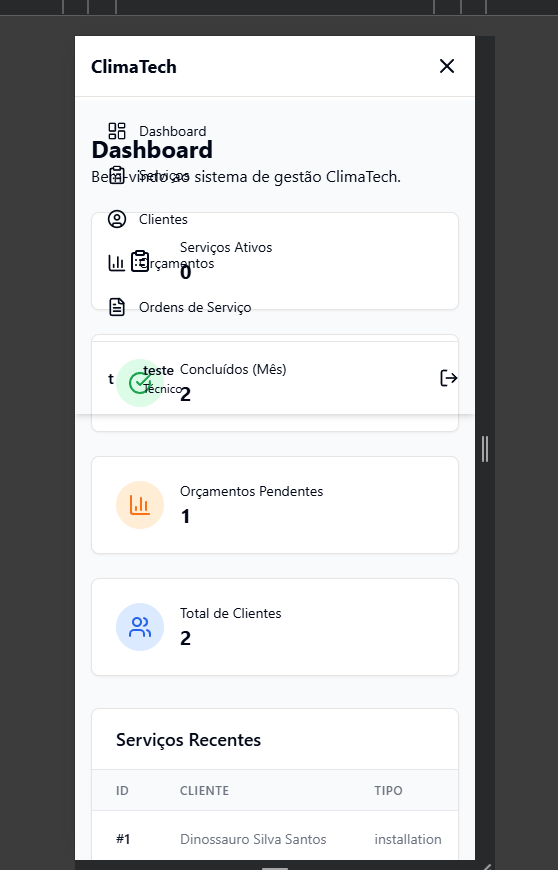 ClimaTech
Dashboard
Dashboard
Serviços
Bem-vindo ao sistema de gestão ClimaTech.
Clientes
Serviços Ativos
Orçamentos
0
Ordens de Serviço
Concluídos (Mês)
t teste
Técnico
2
Orçamentos Pendentes
1
Total de Clientes
2
Serviços Recentes
ID CLIENTE TIPO
#1 Dinossauro Silva Santos installation